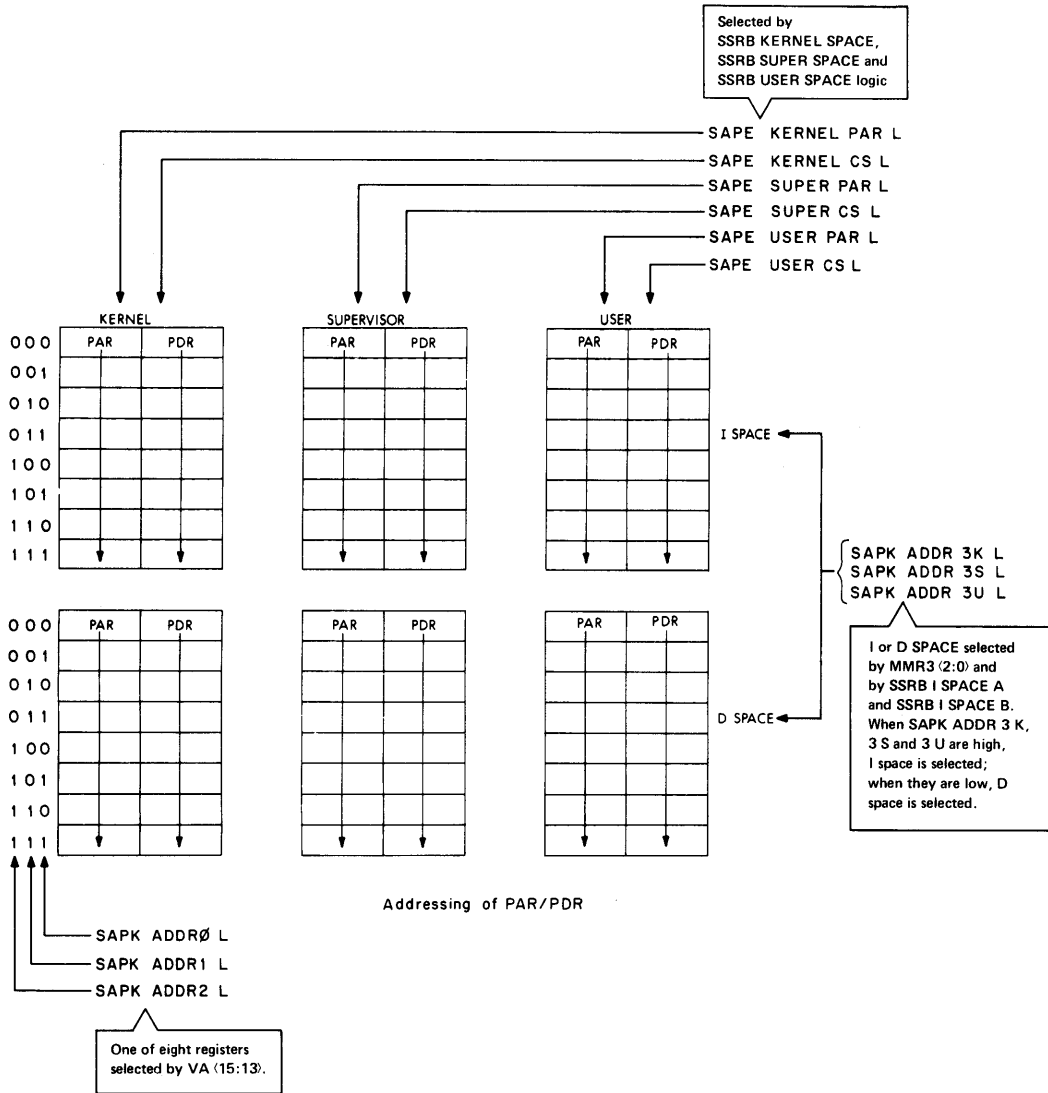 Selected by
SSRB KERNEL SPACE,
SSRB SUPER SPACE and
SSRB USER SPACE logic
SAPE KERNEL PAR L
SAPE KERNEL CS L
SAPE SUPER PAR L
SAPE SUPER CS L
SAPE USER PAR L
SAPE USER CS L
KERNEL SUPERVISOR USER
000 PAR PDR PAR PDR PAR PDR
001
010
011 I SPACE
100
101
110
111
SAPK ADDR 3K L
SAPK ADDR 3S L
SAPK ADDR 3U L
I or D SPACE selected
by MMR3 ⟨2:0⟩ and
by SSRB I SPACE A
and SSRB I SPACE B.
When SAPK ADDR 3 K,
3 S and 3 U are high,
I space is selected;
when they are low, D
space is selected.
000 PAR PDR PAR PDR PAR PDR
001
010
011 D SPACE
100
101
110
111
Addressing of PAR/PDR
SAPK ADDRØ L
SAPK ADDR1 L
SAPK ADDR2 L
One of eight registers
selected by VA ⟨15:13⟩.